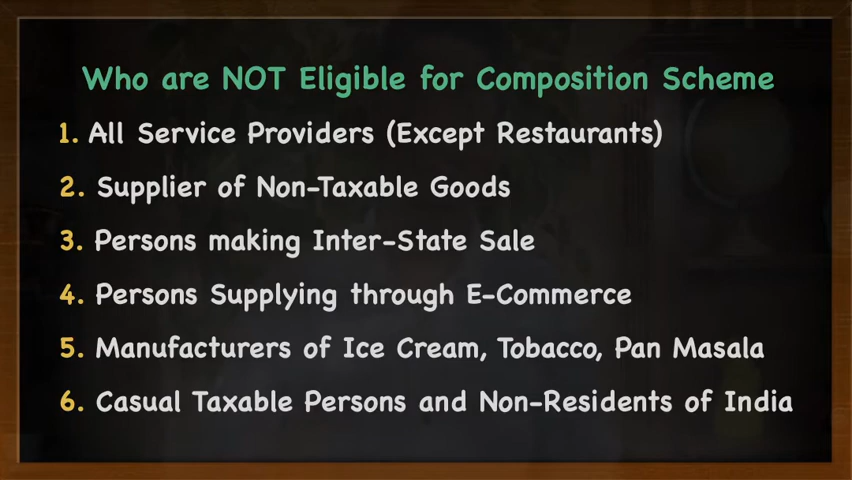 Who are NOT Eligible for Composition Scheme
1. All Service Providers (Except Restaurants)
2. Supplier of Non-Taxable Goods
3. Persons making Inter-State Sale
4. Persons Supplying through E-Commerce
5. Manufacturers of Ice Cream, Tobacco, Pan Masala
6. Casual Taxable Persons and Non-Residents of India